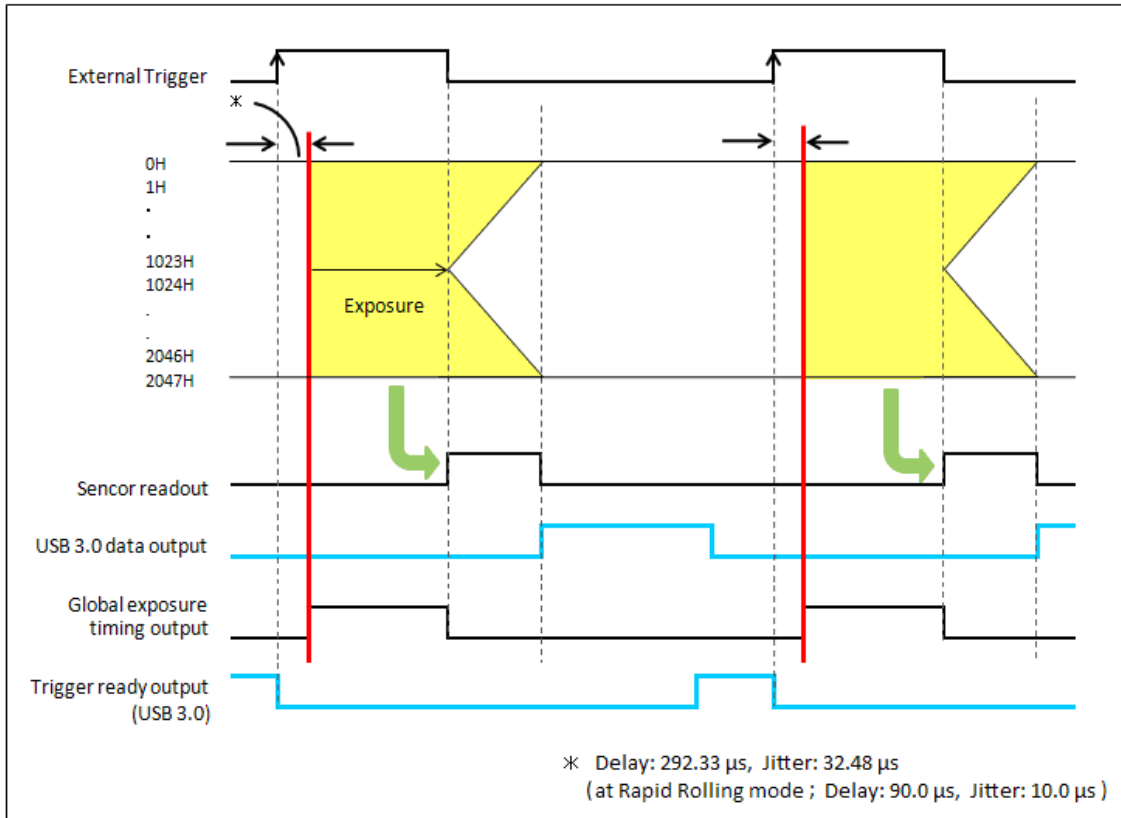 External Trigger
*
0H
1H
.
.
1023H
1024H
.
.
2046H
2047H
Exposure
Sencor readout
USB 3.0 data output
Global exposure
timing output
Trigger ready output
(USB 3.0)
* Delay: 292.33 µs, Jitter: 32.48 µs
(at Rapid Rolling mode ; Delay: 90.0 µs, Jitter: 10.0 µs )